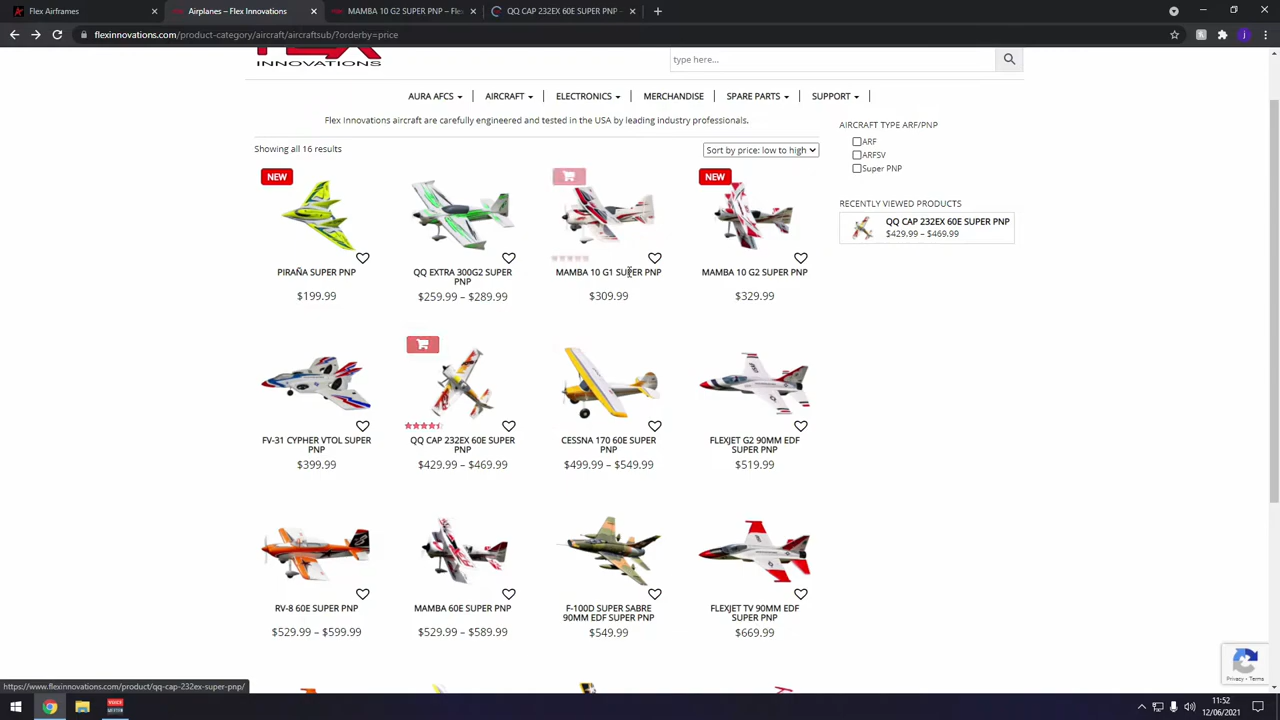 Flex Airframes
Airplanes – Flex Innovations
MAMBA 10 G2 SUPER PNP – Fle
QQ CAP 232EX 60E SUPER PNP –
flexinnovations.com/product-category/aircraft/aircraftsub/?orderby=price
INNOVATIONS
type here...
AURA AFCS
AIRCRAFT
ELECTRONICS
MERCHANDISE
SPARE PARTS
SUPPORT
Flex Innovations aircraft are carefully engineered and tested in the USA by leading industry professionals.
AIRCRAFT TYPE ARF/PNP
ARF
ARFSV
Super PNP
Showing all 16 results
Sort by price: low to high
RECENTLY VIEWED PRODUCTS
QQ CAP 232EX 60E SUPER PNP
$429.99 – $469.99
NEW
NEW
PIRAÑA SUPER PNP
$199.99
QQ EXTRA 300G2 SUPER
PNP
$259.99 – $289.99
MAMBA 10 G1 SUPER PNP
$309.99
MAMBA 10 G2 SUPER PNP
$329.99
FV-31 CYPHER VTOL SUPER
PNP
$399.99
QQ CAP 232EX 60E SUPER
PNP
$429.99 – $469.99
CESSNA 170 60E SUPER
PNP
$499.99 – $549.99
FLEXJET G2 90MM EDF
SUPER PNP
$519.99
RV-8 60E SUPER PNP
$529.99 – $599.99
MAMBA 60E SUPER PNP
$529.99 – $589.99
F-100D SUPER SABRE
90MM EDF SUPER PNP
$549.99
FLEXJET TV 90MM EDF
SUPER PNP
$669.99
Privacy - Terms
https://www.flexinnovations.com/product/qq-cap-232ex-super-pnp/
11:52
12/06/2021